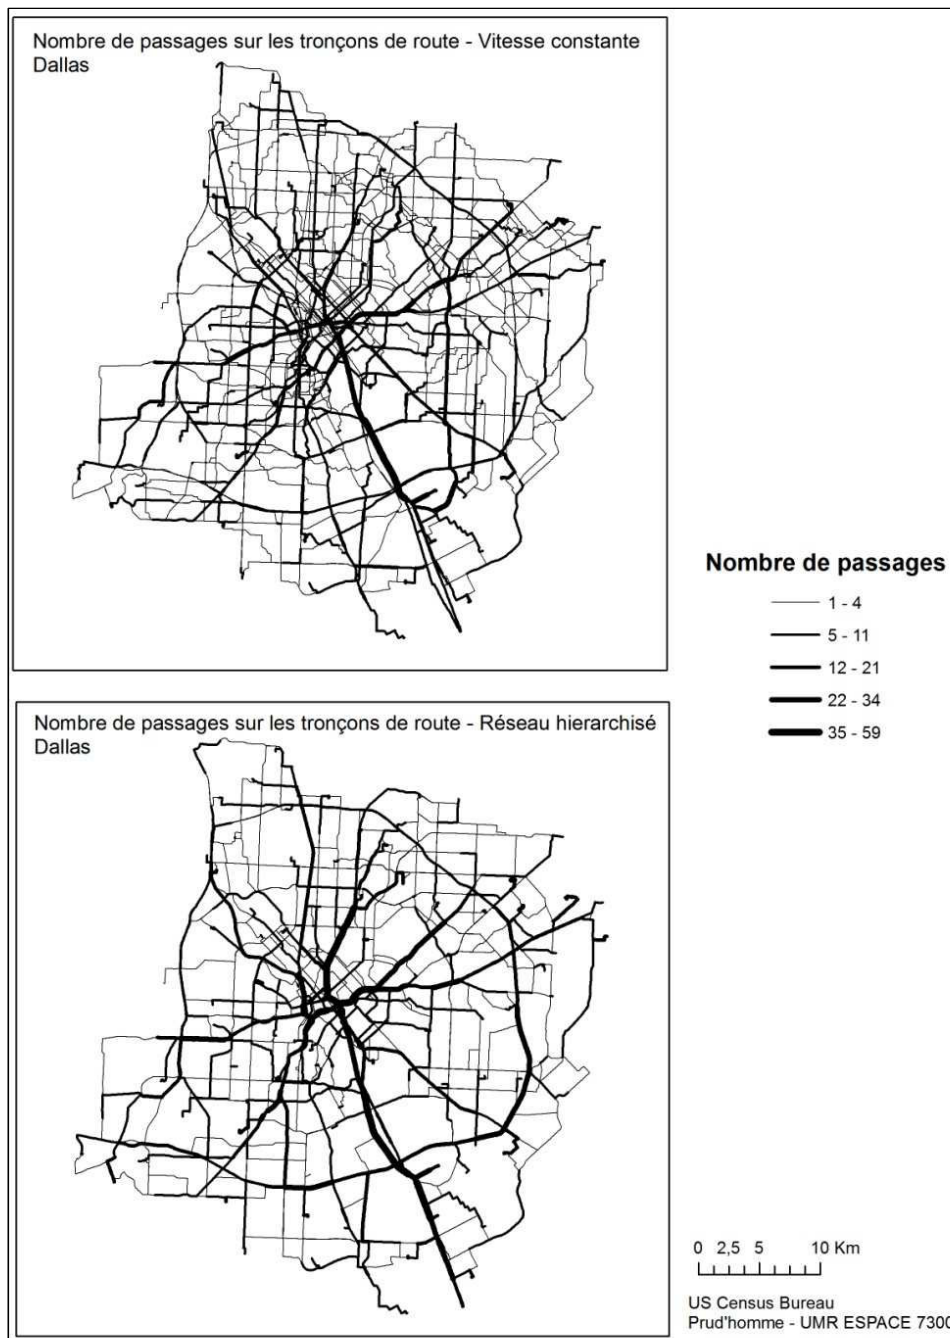 Nombre de passages sur les tronçons de route - Vitesse constante
Dallas
Nombre de passages
1 - 4
5 - 11
12 - 21
22 - 34
35 - 59
Nombre de passages sur les tronçons de route - Réseau hierarchisé
Dallas
0 2,5 5 10 Km
US Census Bureau
Prud'homme - UMR ESPACE 7300